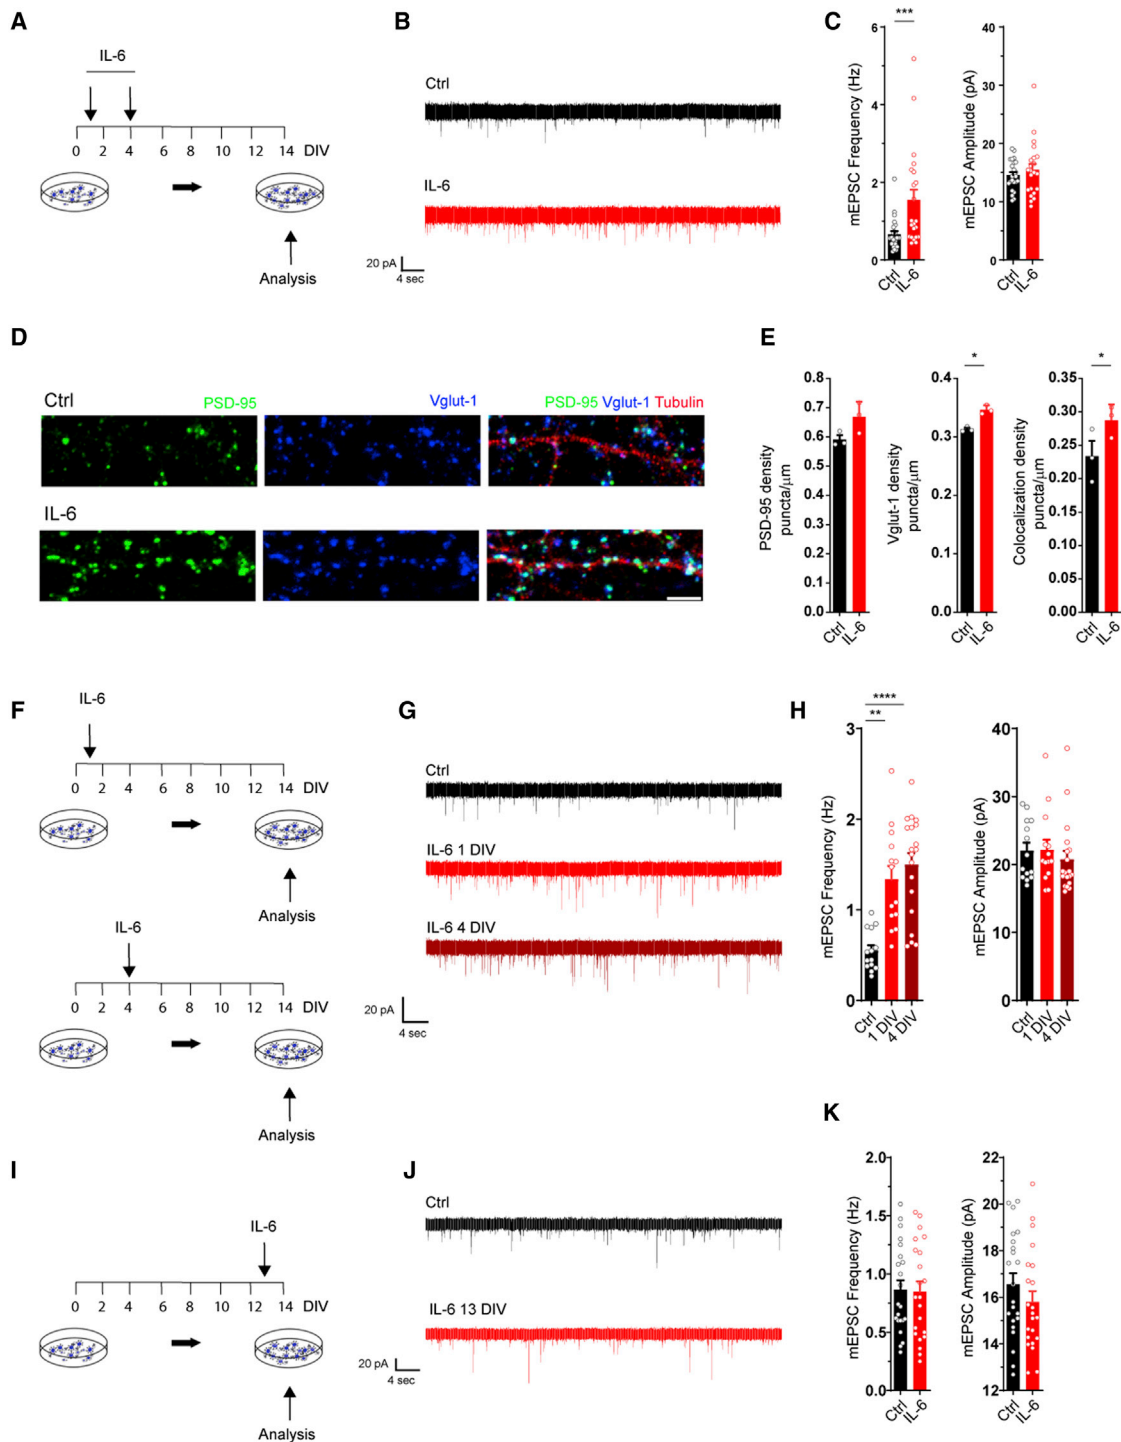 A
IL-6
0 2 4 6 8 10 12 14 DIV
Analysis
B
Ctrl
IL-6
20 pA
4 sec
C
***
mEPSC Frequency (Hz)
6
4
2
0
Ctrl
IL-6
mEPSC Amplitude (pA)
40
30
20
10
0
Ctrl
IL-6
D
Ctrl
PSD-95
Vglut-1
PSD-95 Vglut-1 Tubulin
IL-6
E
PSD-95 density
puncta/μm
0.8
0.7
0.6
0.5
0.4
0.3
0.2
0.1
0.0
Ctrl
IL-6
*
Vglut-1 density
puncta/μm
0.4
0.3
0.2
0.1
0.0
Ctrl
IL-6
*
Colocalization density
puncta/μm
0.35
0.30
0.25
0.20
0.15
0.10
0.05
0.00
Ctrl
IL-6
F
IL-6
0 2 4 6 8 10 12 14 DIV
Analysis
IL-6
0 2 4 6 8 10 12 14 DIV
Analysis
G
Ctrl
IL-6 1 DIV
IL-6 4 DIV
20 pA
4 sec
H
****
**
mEPSC Frequency (Hz)
3
2
1
0
Ctrl
1 DIV
4 DIV
mEPSC Amplitude (pA)
40
30
20
10
0
Ctrl
1 DIV
4 DIV
I
IL-6
0 2 4 6 8 10 12 14 DIV
Analysis
J
Ctrl
IL-6 13 DIV
20 pA
4 sec
K
mEPSC Frequency (Hz)
2.0
1.5
1.0
0.5
0.0
Ctrl
IL-6
mEPSC Amplitude (pA)
22
20
18
16
14
12
Ctrl
IL-6